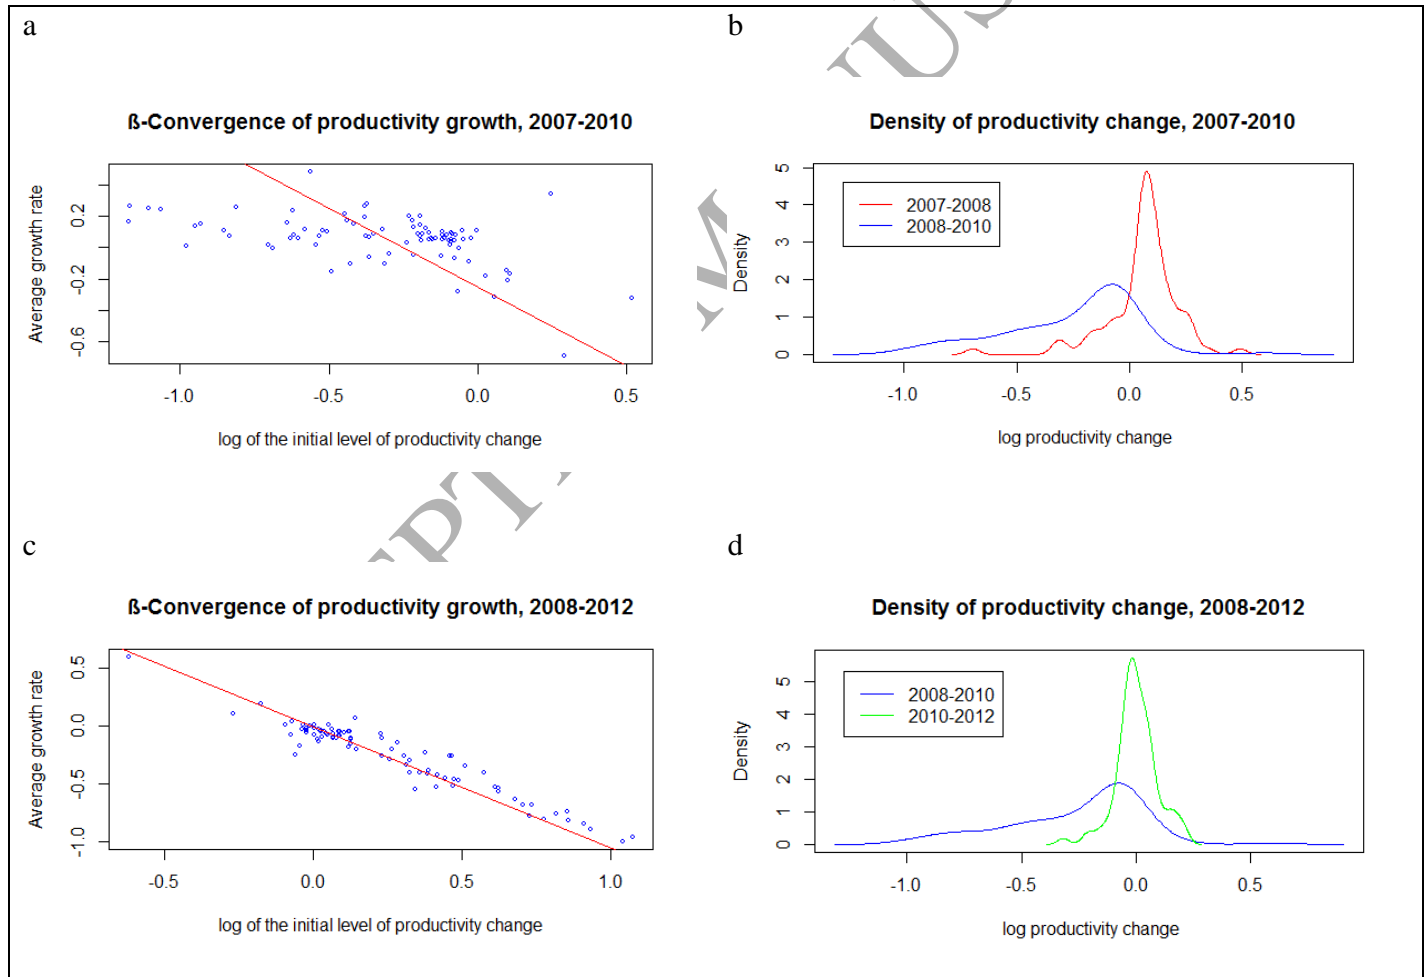 a
b
ß-Convergence of productivity growth, 2007-2010
Average growth rate
0.2
-0.2
-0.6
-1.0 -0.5 0.0 0.5
log of the initial level of productivity change
Density of productivity change, 2007-2010
Density
5
4
3
2
1
0
2007-2008
2008-2010
-1.0 -0.5 0.0 0.5
log productivity change
c
d
ß-Convergence of productivity growth, 2008-2012
Average growth rate
0.5
0.0
-0.5
-1.0
-0.5 0.0 0.5 1.0
log of the initial level of productivity change
Density of productivity change, 2008-2012
Density
5
4
3
2
1
0
2008-2010
2010-2012
-1.0 -0.5 0.0 0.5
log productivity change